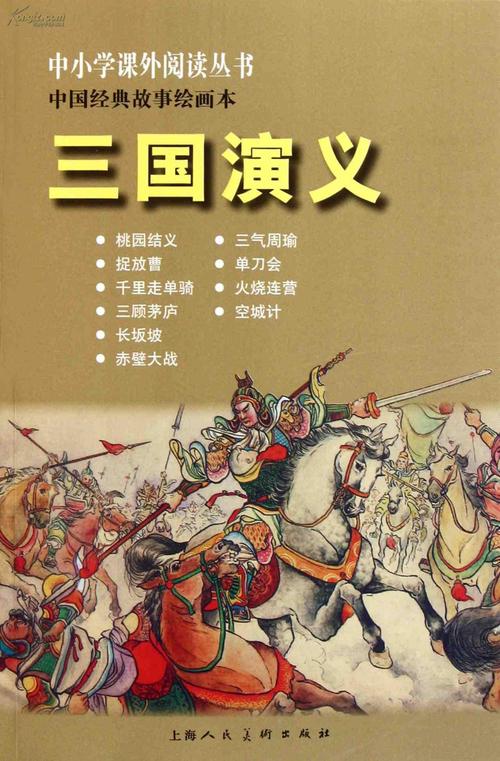 Kongfz.com
中小学课外阅读丛书
中国经典故事绘画本
三国演义
● 桃园结义
● 捉放曹
● 千里走单骑
● 三顾茅庐
● 长坂坡
● 赤壁大战
● 三气周瑜
● 单刀会
● 火烧连营
● 空城计
上海人民美术出版社